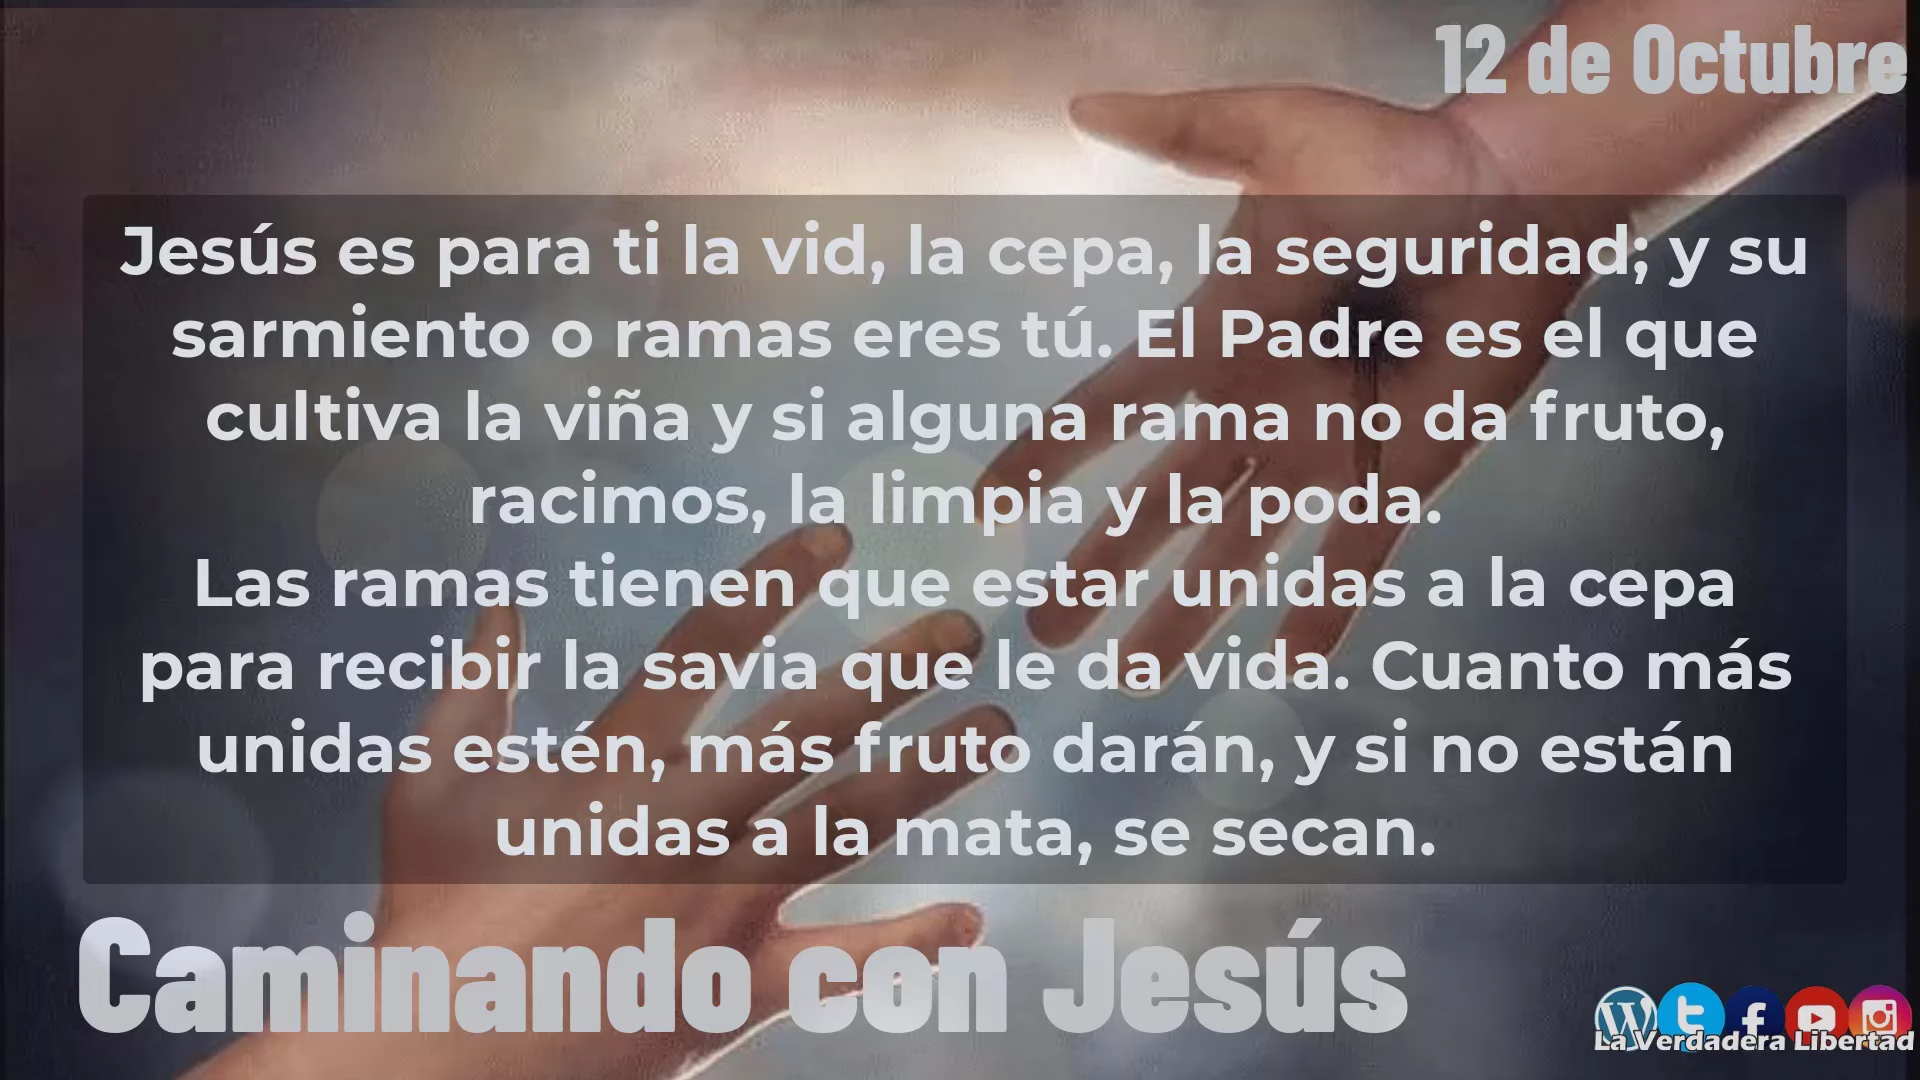 12 de Octubre
Jesús es para ti la vid, la cepa, la seguridad; y su
sarmiento o ramas eres tú. El Padre es el que
cultiva la viña y si alguna rama no da fruto,
racimos, la limpia y la poda.
Las ramas tienen que estar unidas a la cepa
para recibir la savia que le da vida. Cuanto más
unidas estén, más fruto darán, y si no están
unidas a la mata, se secan.
Caminando con Jesús
La Verdadera Libertad